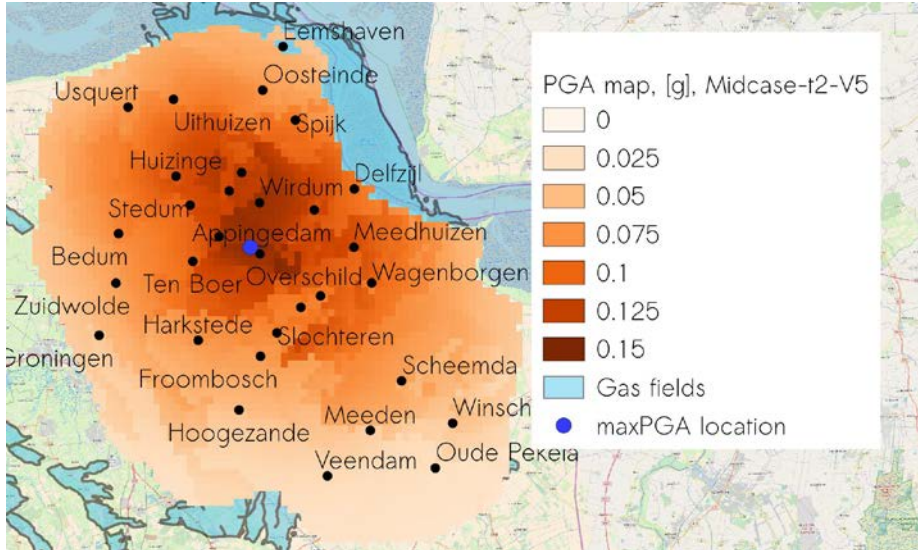 Eemshaven
Oosteinde
Usquert
Uithuizen
Spijk
Huizinge
Delfzijl
Wirdum
Stedum
Appingedam
Meedhuizen
Bedum
Ten Boer
Overschild
Wagenborgen
Zuidwolde
Harkstede
Slochteren
Groningen
Froombosch
Scheemda
Hoogezande
Meeden
Winsch
Veendam
Oude Pekela
PGA map, [g], Midcase-t2-V5
0
0.025
0.05
0.075
0.1
0.125
0.15
Gas fields
maxPGA location